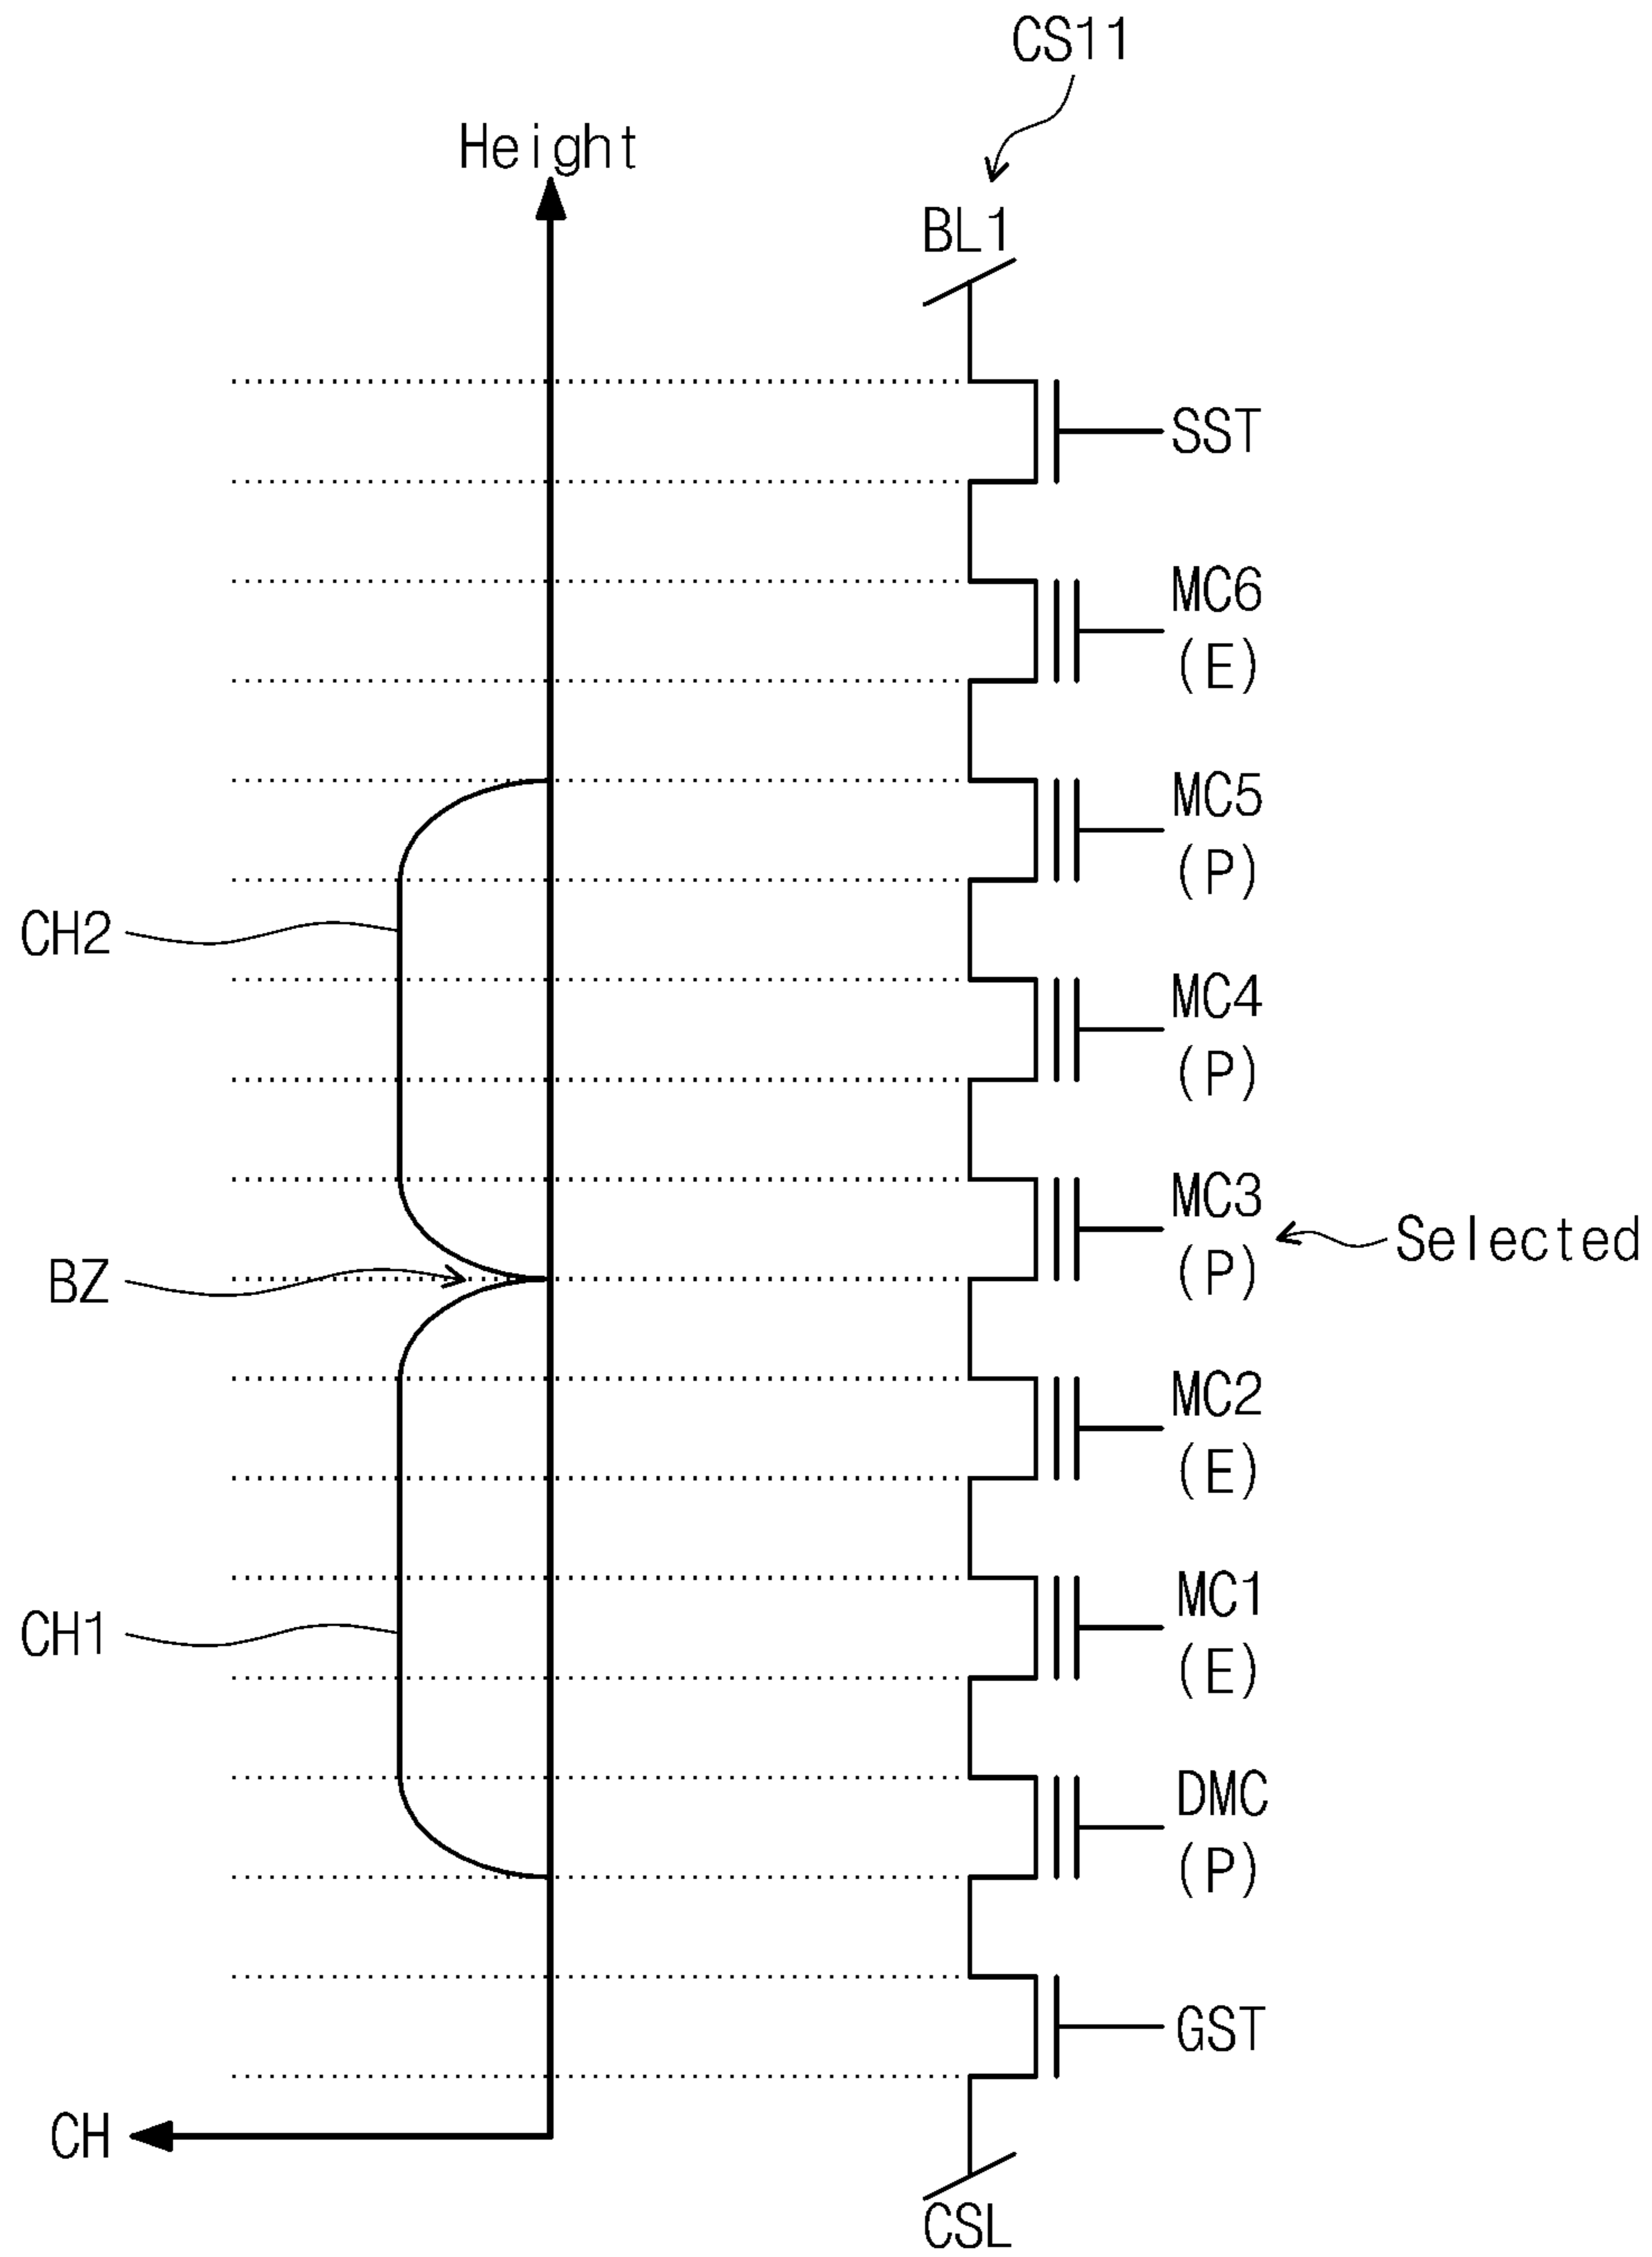 CS11
Height
BL1
SST
MC6
(E)
MC5
(P)
CH2
MC4
(P)
MC3
(P)
Selected
BZ
MC2
(E)
MC1
(E)
CH1
DMC
(P)
GST
CH
CSL